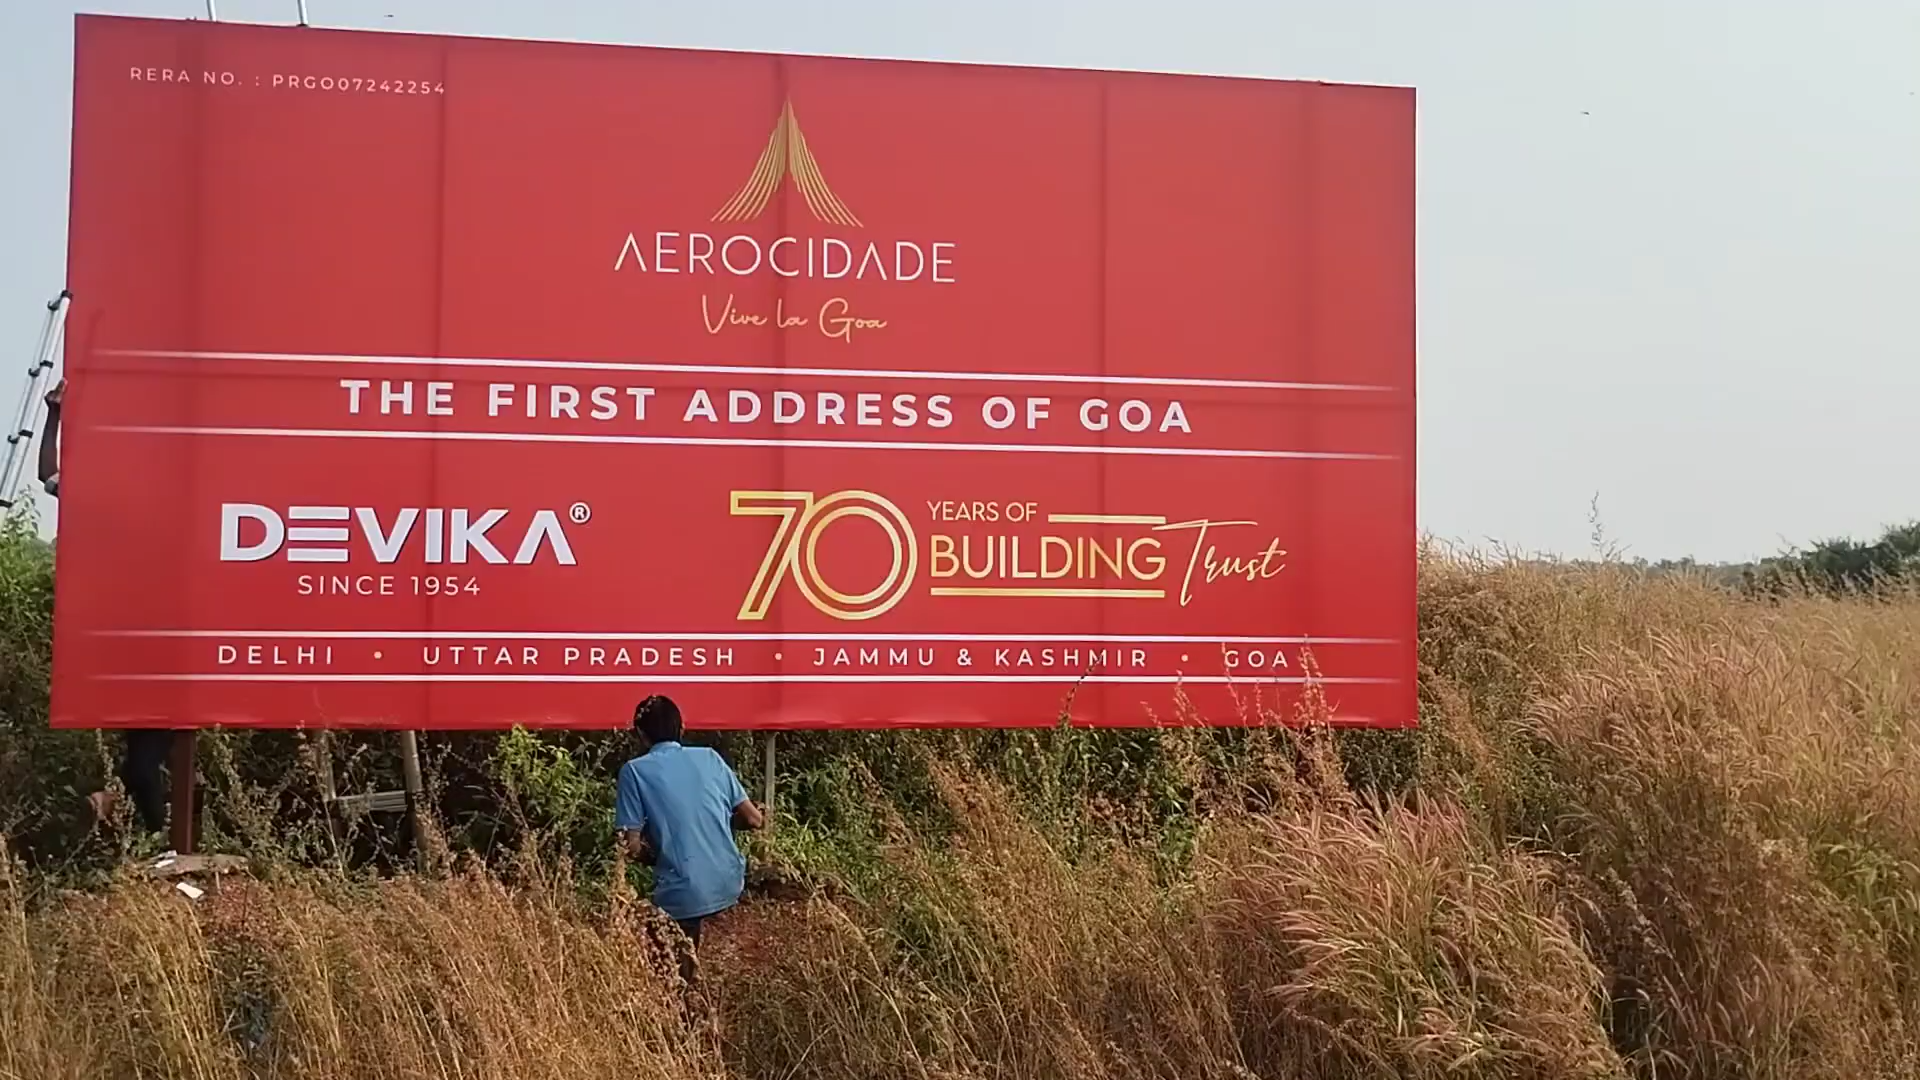 RERA NO. : PRGO07242254
AEROCIDADE
Vive la Goa
THE FIRST ADDRESS OF GOA
DEVIKA®
SINCE 1954
70 YEARS OF
BUILDING Trust
DELHI • UTTAR PRADESH • JAMMU & KASHMIR • GOA